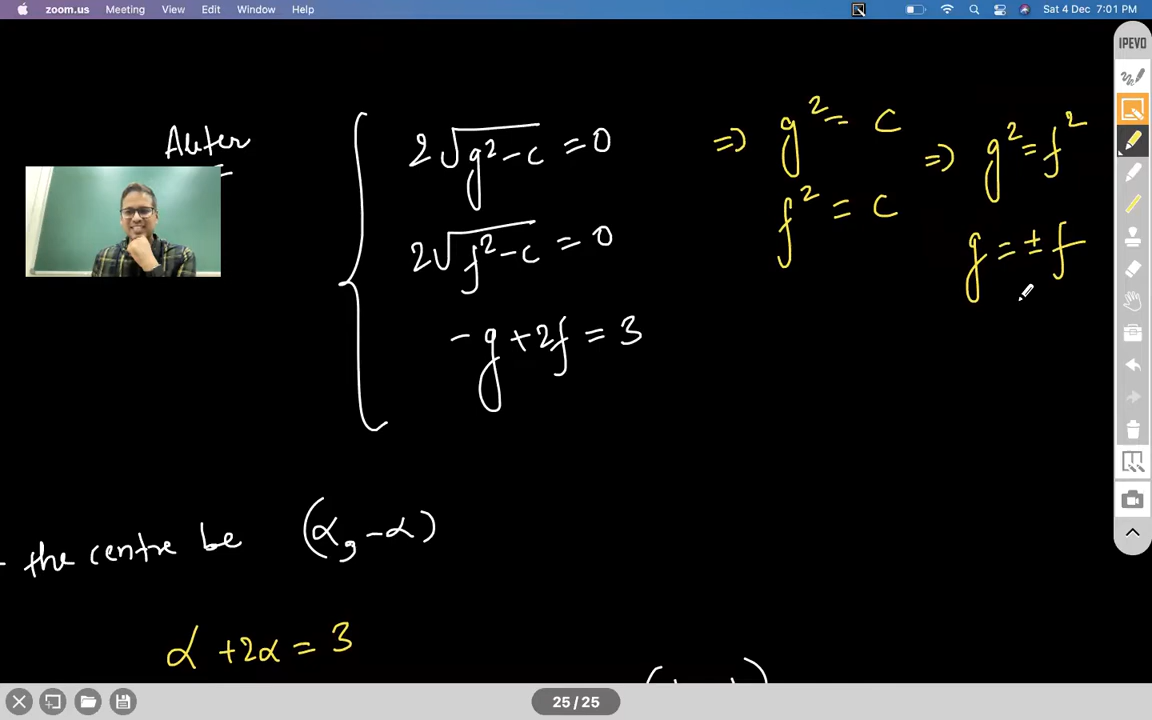 zoom.us Meeting View Edit Window Help Sat 4 Dec 7:01 PM
IPEVO
Aliter
2√g²-c = 0 => g² = c => g² = f²
2√f²-c = 0 f² = c g = ± f
-g + 2f = 3
the centre be (α, -α)
α + 2α = 3
25/25